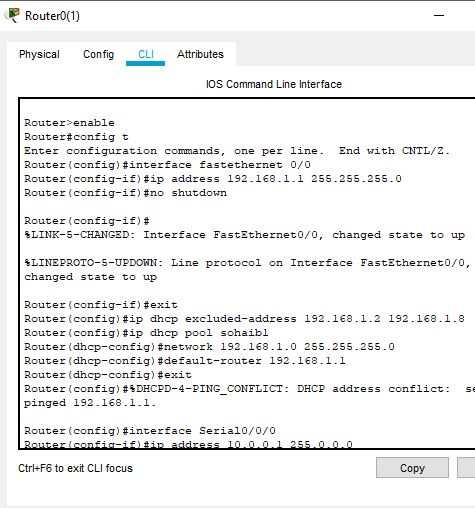 Router0(1)
Physical Config CLI Attributes
IOS Command Line Interface
Router>enable
Router#config t
Enter configuration commands, one per line.  End with CNTL/Z.
Router(config)#interface fastethernet 0/0
Router(config-if)#ip address 192.168.1.1 255.255.255.0
Router(config-if)#no shutdown
Router(config-if)#
%LINK-5-CHANGED: Interface FastEthernet0/0, changed state to up
%LINEPROTO-5-UPDOWN: Line protocol on Interface FastEthernet0/0,
changed state to up
Router(config-if)#exit
Router(config)#ip dhcp excluded-address 192.168.1.2 192.168.1.8
Router(config)#ip dhcp pool sohaib1
Router(dhcp-config)#network 192.168.1.0 255.255.255.0
Router(dhcp-config)#default-router 192.168.1.1
Router(dhcp-config)#exit
Router(config)#%DHCPD-4-PING_CONFLICT: DHCP address conflict:  se
pinged 192.168.1.1.
Router(config)#interface Serial0/0/0
Router(config-if)#ip address 10.0.0.1 255.0.0.0
Ctrl+F6 to exit CLI focus
Copy